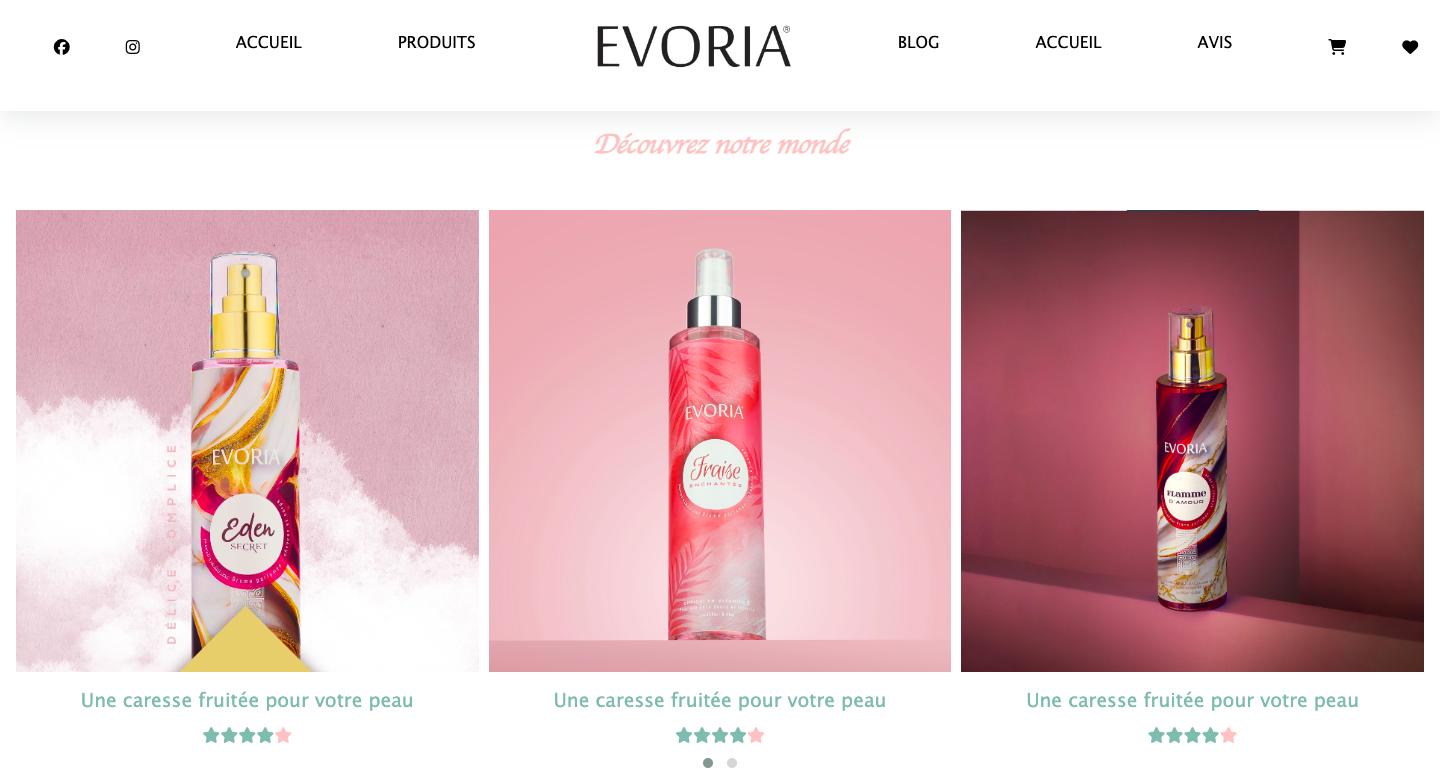 ACCUEIL PRODUITS EVORIA® BLOG ACCUEIL AVIS
Découvrez notre monde
DÉLICE OMPLICE
EVORIA
Eden
SECRET
EVORIA
Fraise
ENCHANTÉE
EVORIA
FLAMME
D'AMOUR
Une caresse fruitée pour votre peau
Une caresse fruitée pour votre peau
Une caresse fruitée pour votre peau